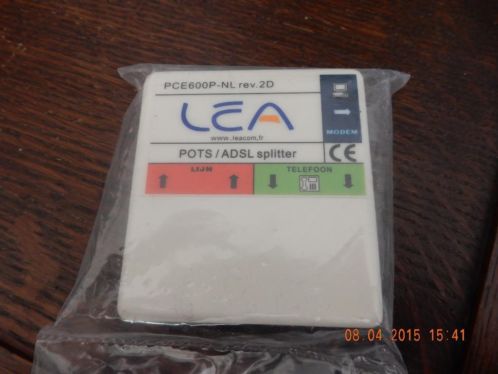 PCE600P-NL rev.2D
LEA
www.leacom.fr
MODEM
POTS / ADSL splitter
CE
LIJN
TELEFOON
08.04 2015 15:41